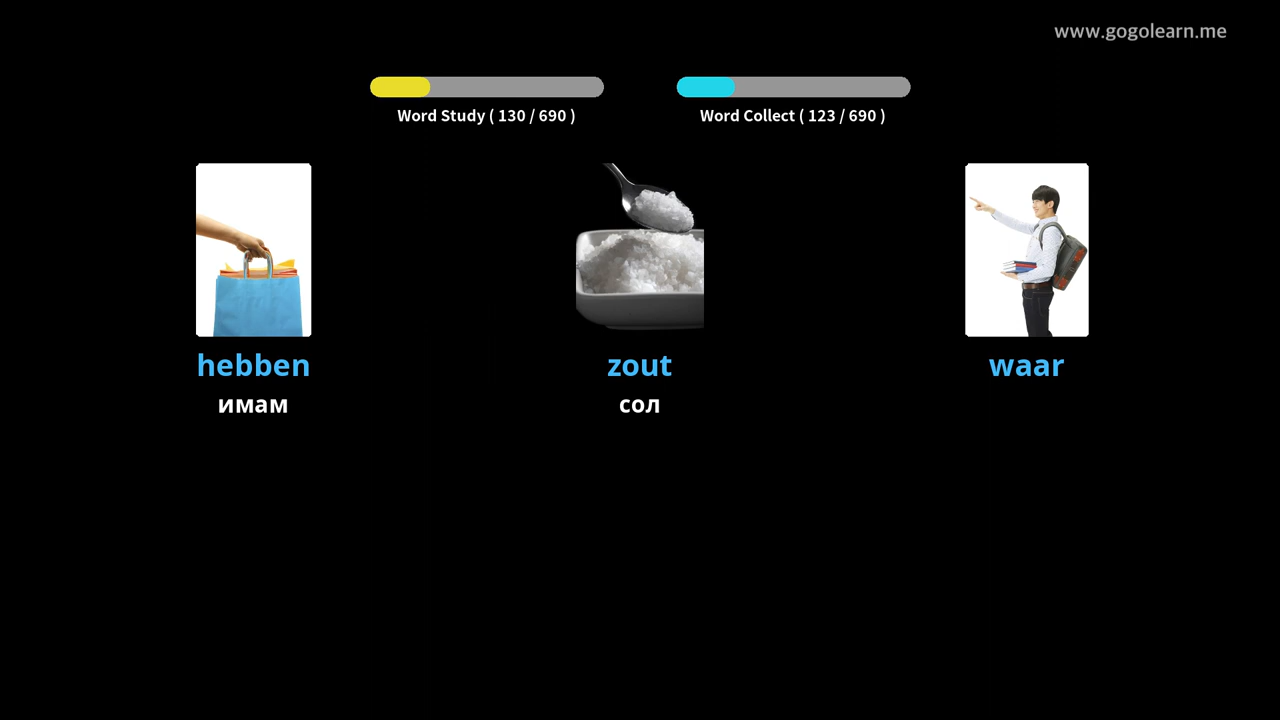 www.gogolearn.me
Word Study ( 130 / 690 )
Word Collect ( 123 / 690 )
hebben
имам
zout
сол
waar